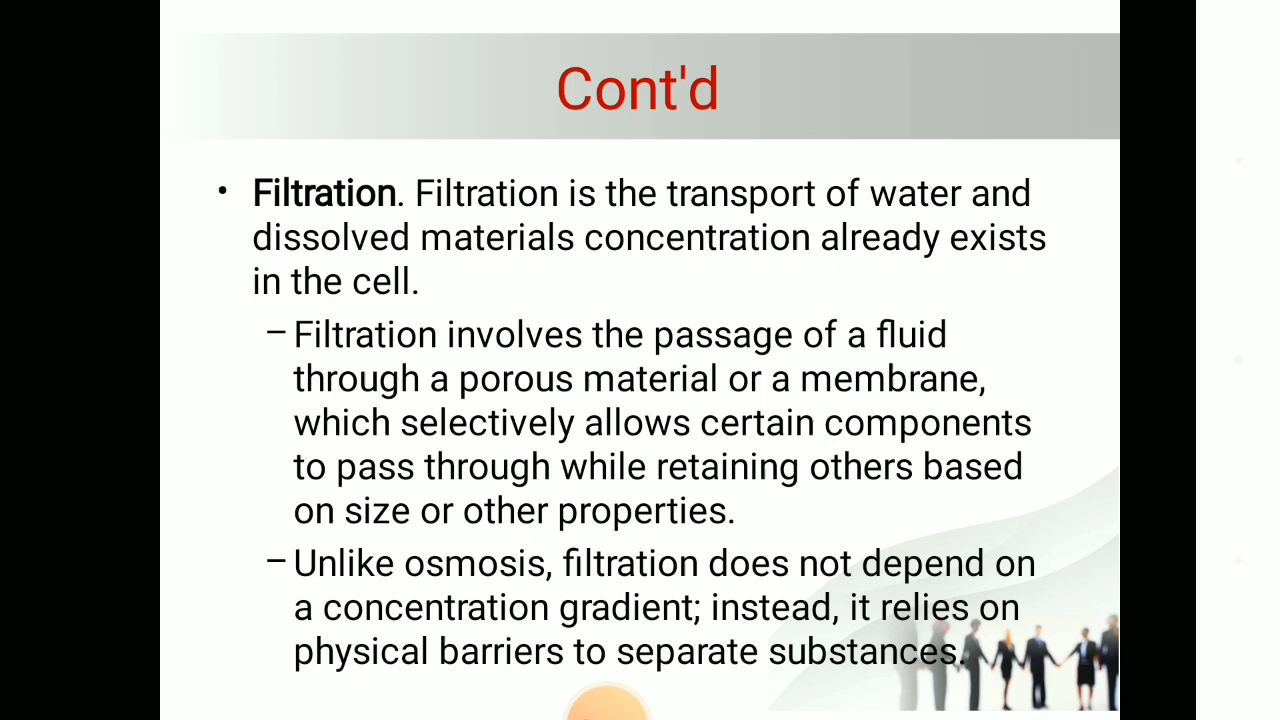 Cont'd
• Filtration. Filtration is the transport of water and
dissolved materials concentration already exists
in the cell.
– Filtration involves the passage of a fluid
through a porous material or a membrane,
which selectively allows certain components
to pass through while retaining others based
on size or other properties.
– Unlike osmosis, filtration does not depend on
a concentration gradient; instead, it relies on
physical barriers to separate substances.